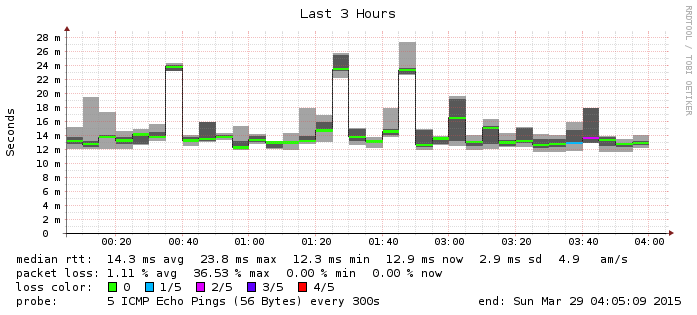 Last 3 Hours
RRDTOOL / TOBI OETIKER
Seconds
28 m
26 m
24 m
22 m
20 m
18 m
16 m
14 m
12 m
10 m
8 m
6 m
4 m
2 m
0
00:20 00:40 01:00 01:20 01:40 02:00 03:00 03:20 03:40 04:00
median rtt: 14.3 ms avg 23.8 ms max 12.3 ms min 12.9 ms now 2.9 ms sd 4.9 am/s
packet loss: 1.11 % avg 36.53 % max 0.00 % min 0.00 % now
loss color: 0 1/5 2/5 3/5 4/5
probe: 5 ICMP Echo Pings (56 Bytes) every 300s end: Sun Mar 29 04:05:09 2015